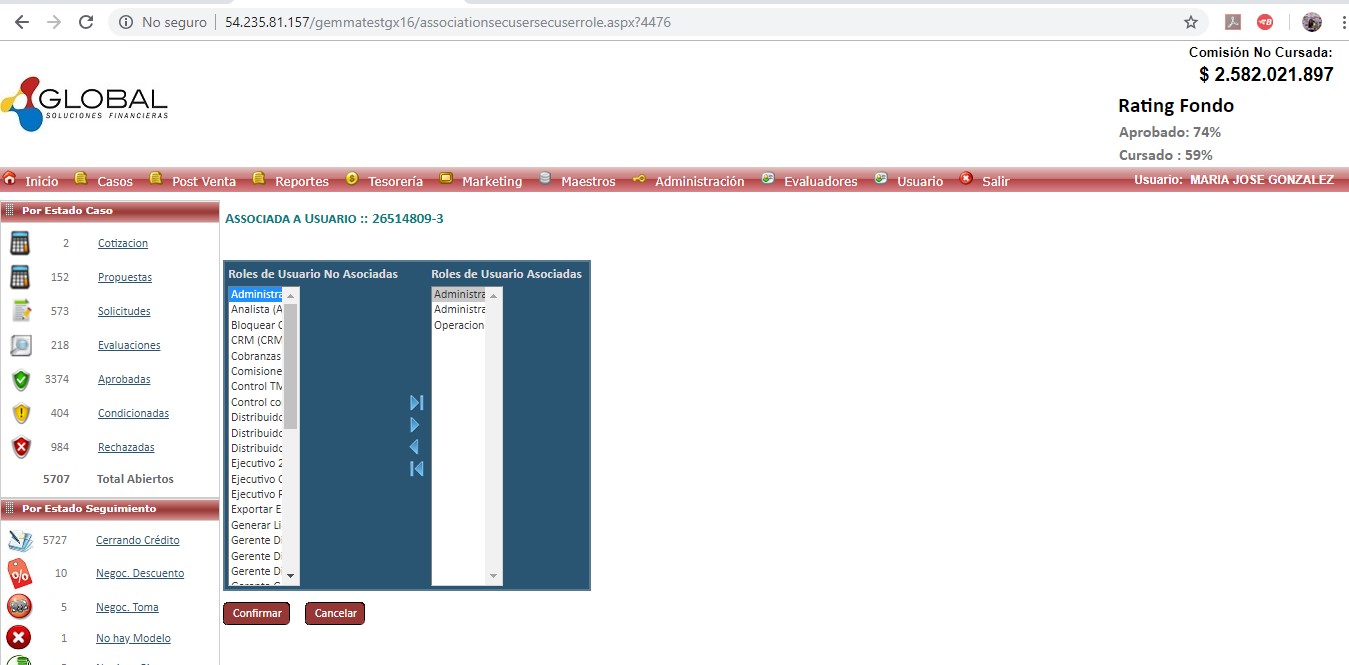 No seguro | 54.235.81.157/gemmatestgx16/associationsecusersecuserrole.aspx?4476
Comisión No Cursada:
$ 2.582.021.897
GLOBAL
SOLUCIONES FINANCIERAS
Rating Fondo
Aprobado: 74%
Cursado : 59%
Inicio Casos Post Venta Reportes Tesorería Marketing Maestros Administración Evaluadores Usuario Salir Usuario: MARIA JOSE GONZALEZ
Por Estado Caso
2 Cotizacion
152 Propuestas
573 Solicitudes
218 Evaluaciones
3374 Aprobadas
404 Condicionadas
984 Rechazadas
5707 Total Abiertos
Por Estado Seguimiento
5727 Cerrando Crédito
10 Negoc. Descuento
5 Negoc. Toma
1 No hay Modelo
ASSOCIADA A USUARIO :: 26514809-3
Roles de Usuario No Asociadas
Administra
Analista (A
Bloquear C
CRM (CRM
Cobranzas
Comisione
Control TM
Control co
Distribuido
Distribuido
Distribuido
Ejecutivo 2
Ejecutivo C
Ejecutivo F
Exportar E
Generar Li
Gerente Di
Gerente Di
Gerente Di
Roles de Usuario Asociadas
Administra
Administra
Operacion
Confirmar Cancelar